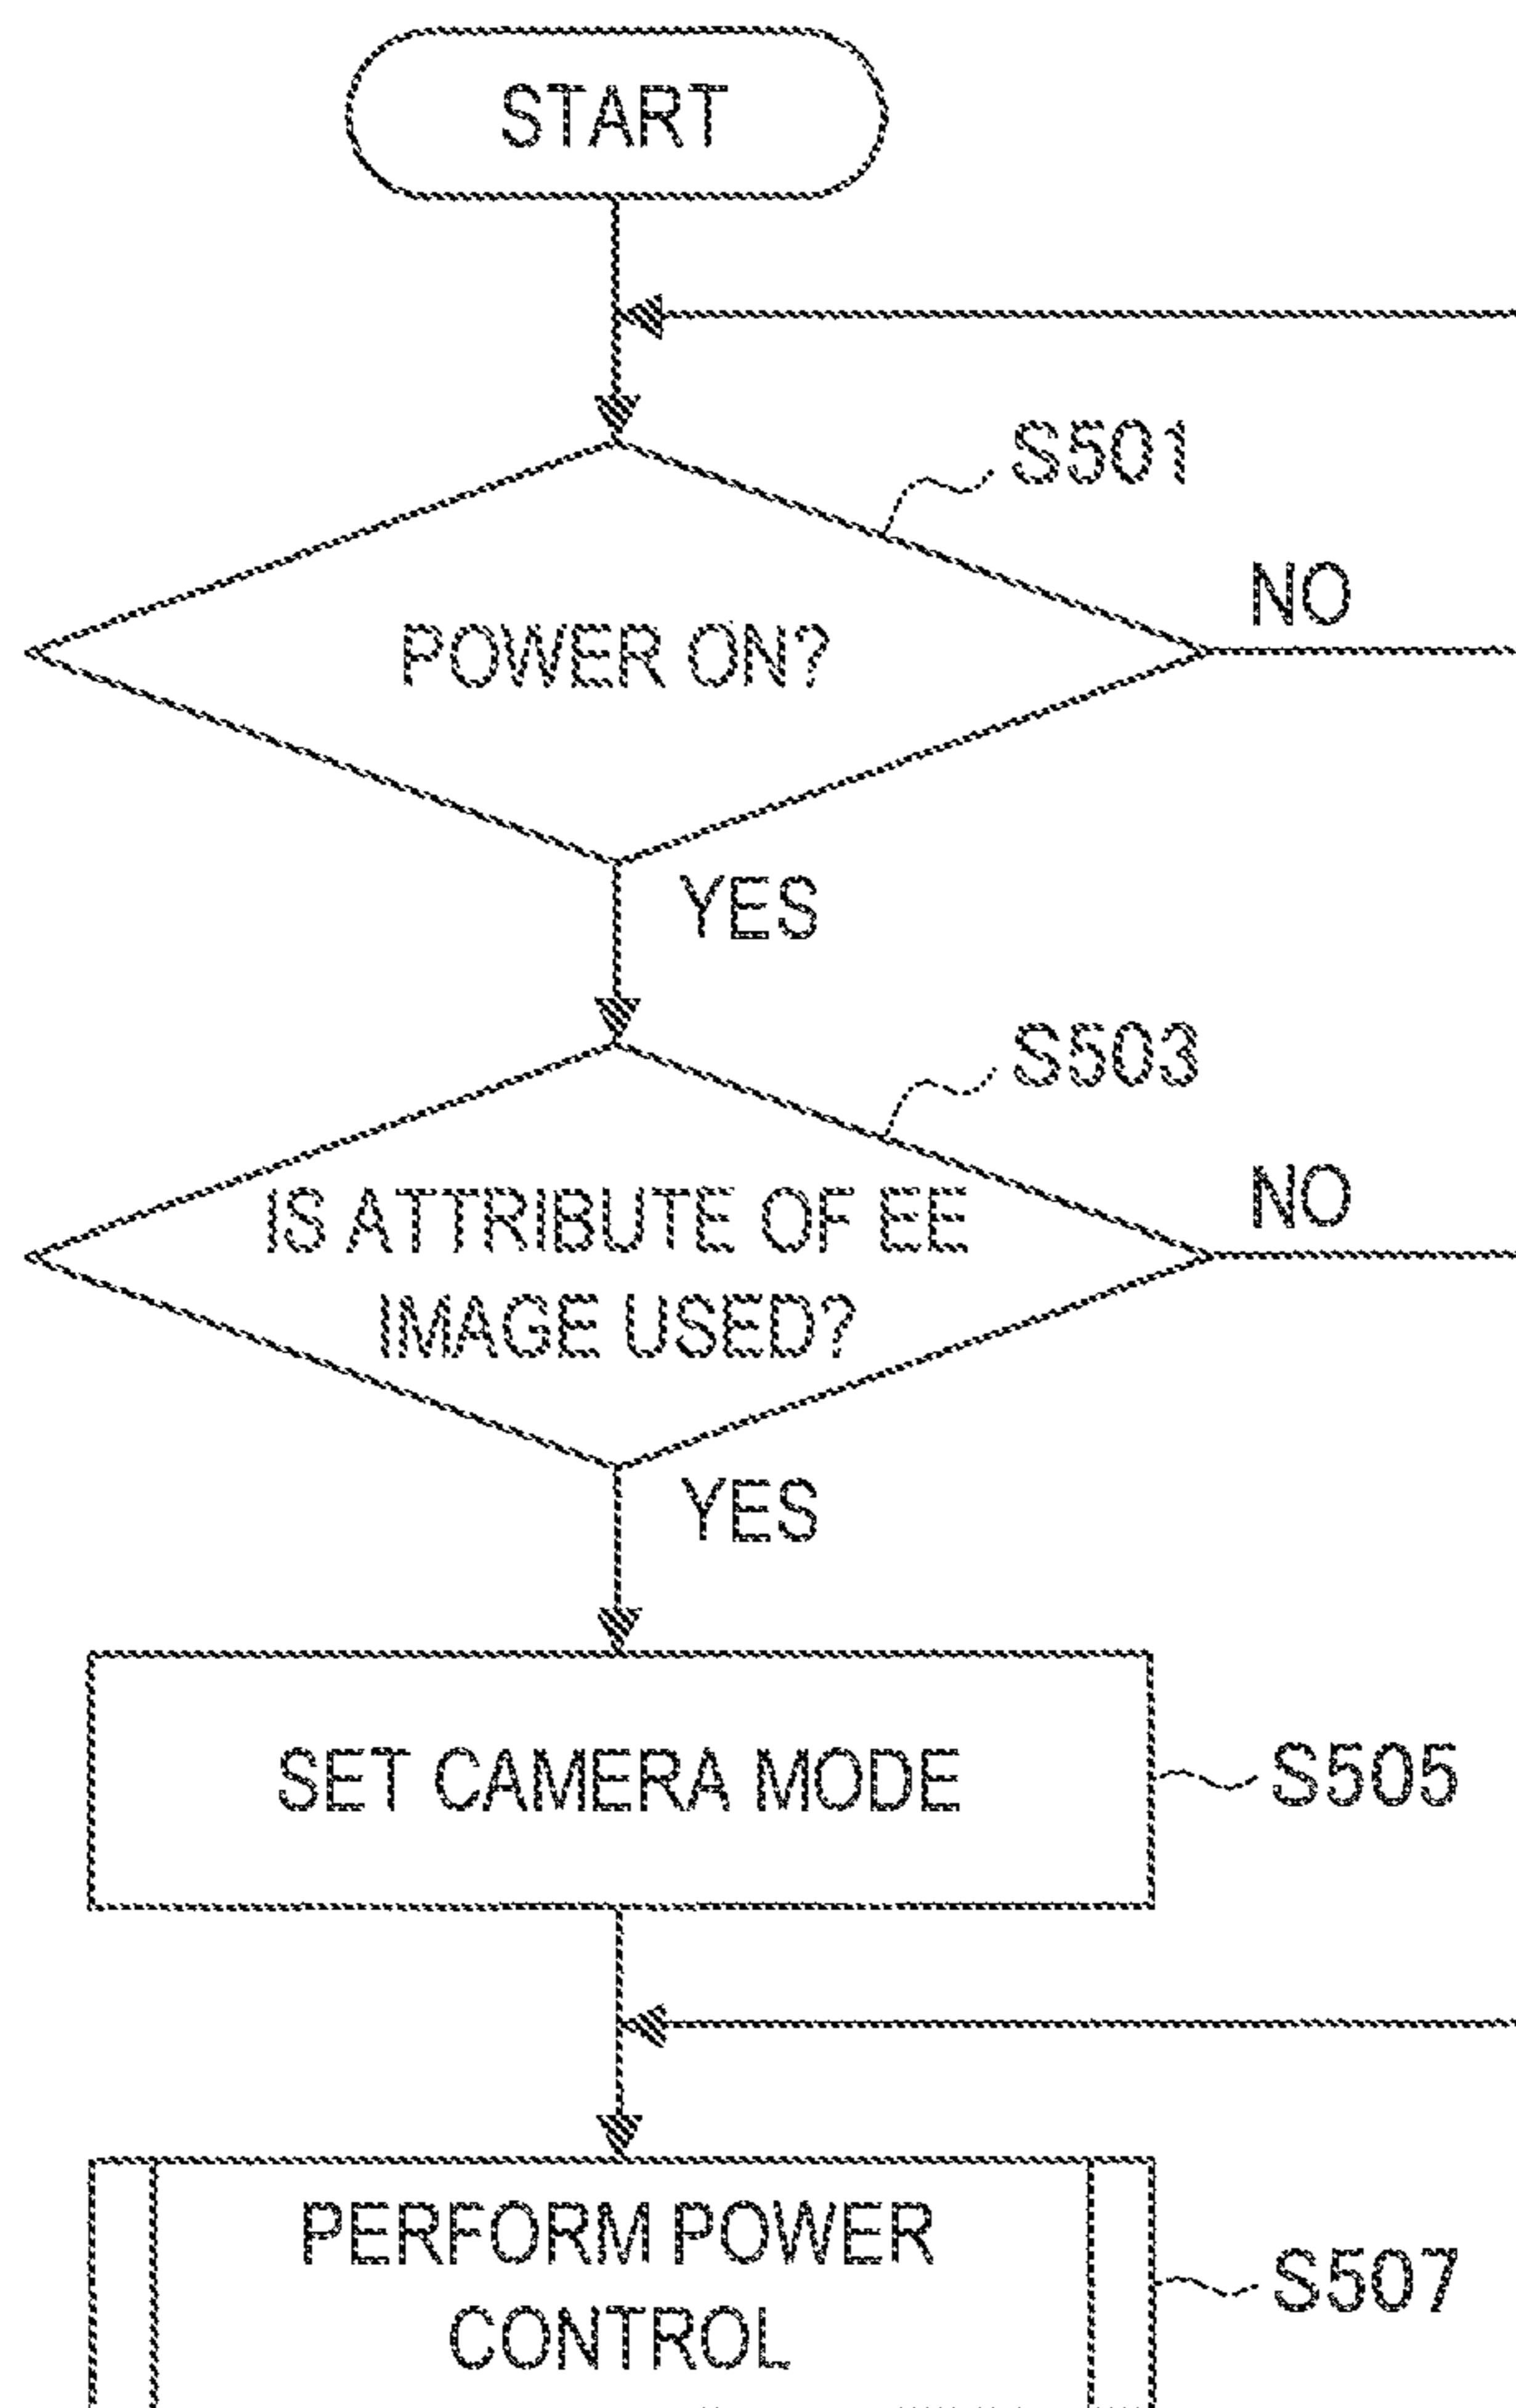 START
S501
POWER ON?
NO
YES
S503
IS ATTRIBUTE OF EE
IMAGE USED?
NO
YES
SET CAMERA MODE
S505
PERFORM POWER
CONTROL
S507